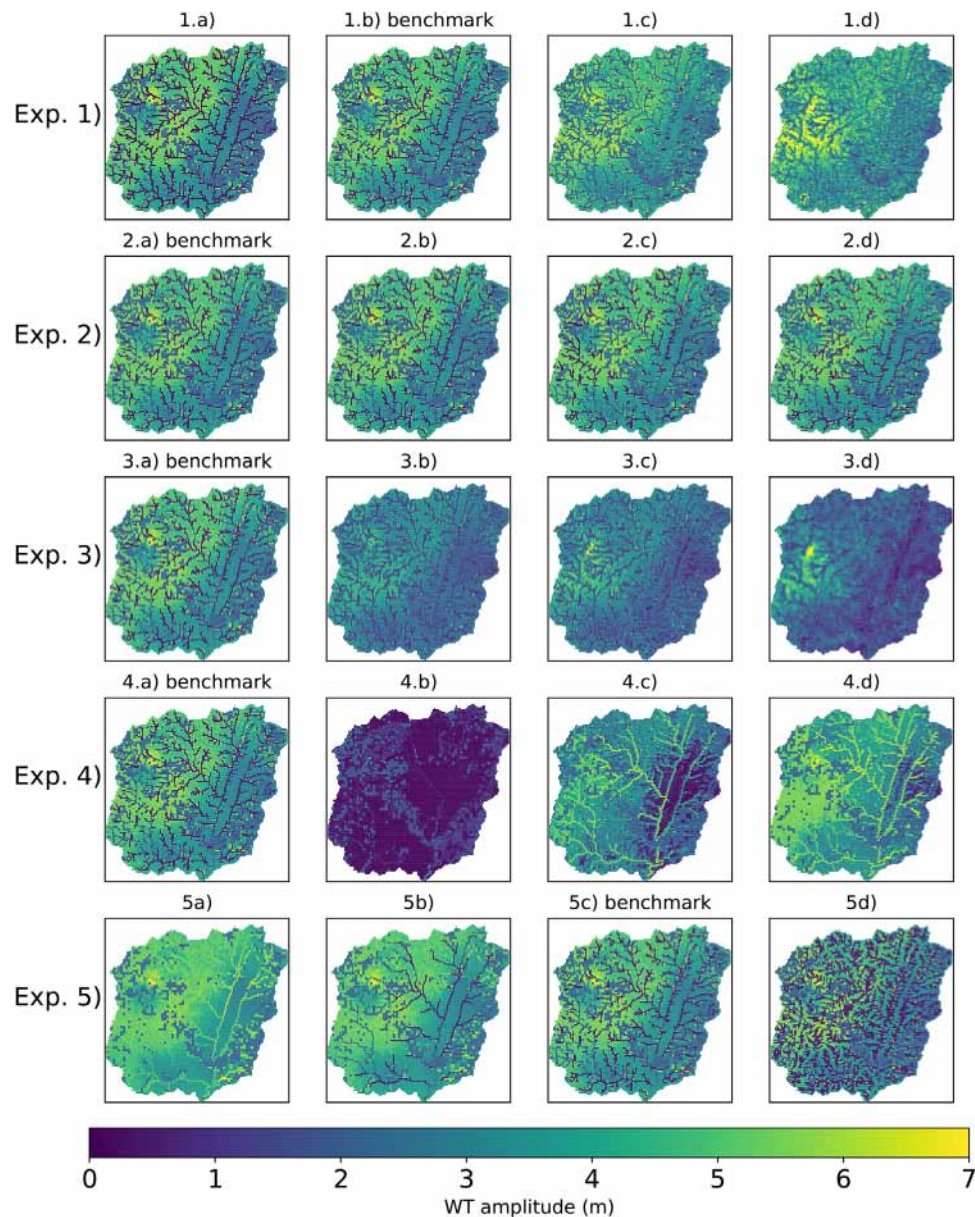 1.a) 1.b) benchmark 1.c) 1.d)
Exp. 1)
2.a) benchmark 2.b) 2.c) 2.d)
Exp. 2)
3.a) benchmark 3.b) 3.c) 3.d)
Exp. 3)
4.a) benchmark 4.b) 4.c) 4.d)
Exp. 4)
5a) 5b) 5c) benchmark 5d)
Exp. 5)
0 1 2 3 4 5 6 7
WT amplitude (m)